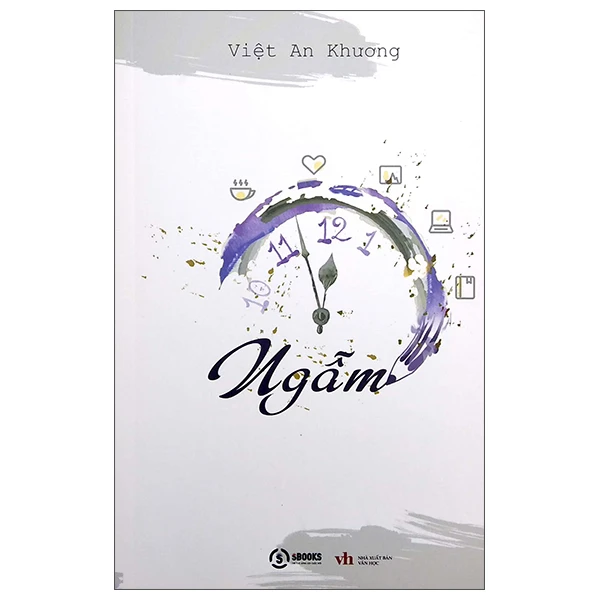 Việt An Khương
10 11 12 1
Ngẫm
SBOOKS
vh NHÀ XUẤT BẢN
VĂN HỌC